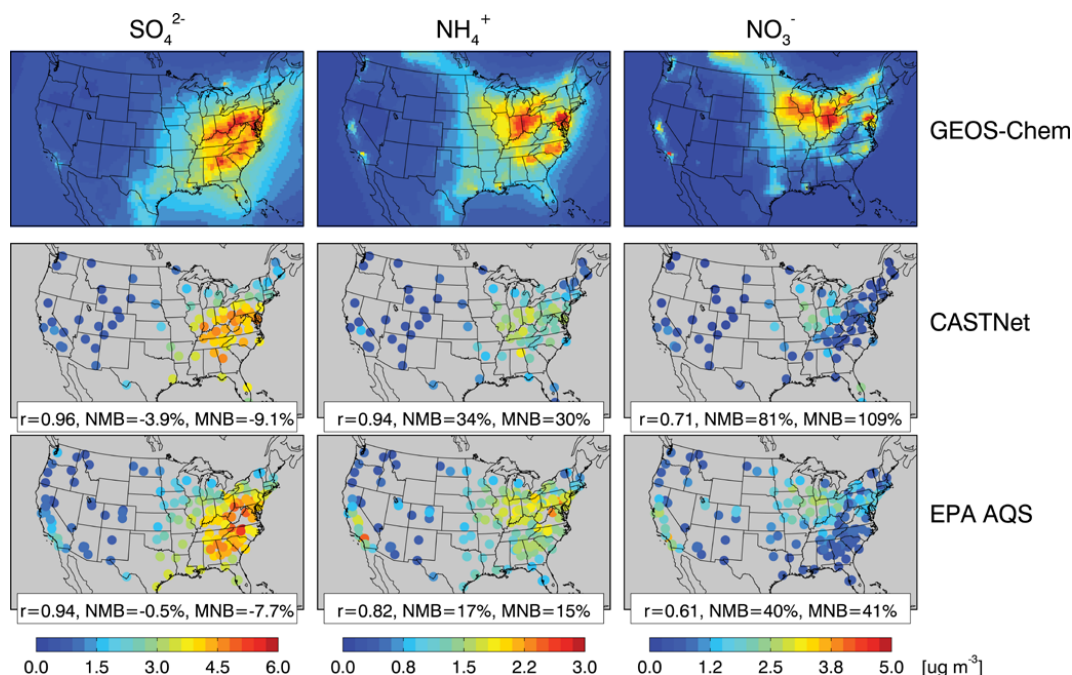 SO₄²⁻ NH₄⁺ NO₃⁻
GEOS-Chem
CASTNet
r=0.96, NMB=-3.9%, MNB=-9.1% r=0.94, NMB=34%, MNB=30% r=0.71, NMB=81%, MNB=109%
EPA AQS
r=0.94, NMB=-0.5%, MNB=-7.7% r=0.82, NMB=17%, MNB=15% r=0.61, NMB=40%, MNB=41%
0.0 1.5 3.0 4.5 6.0 0.0 0.8 1.5 2.3 3.0 0.0 1.2 2.5 3.8 5.0 [ug m⁻³]